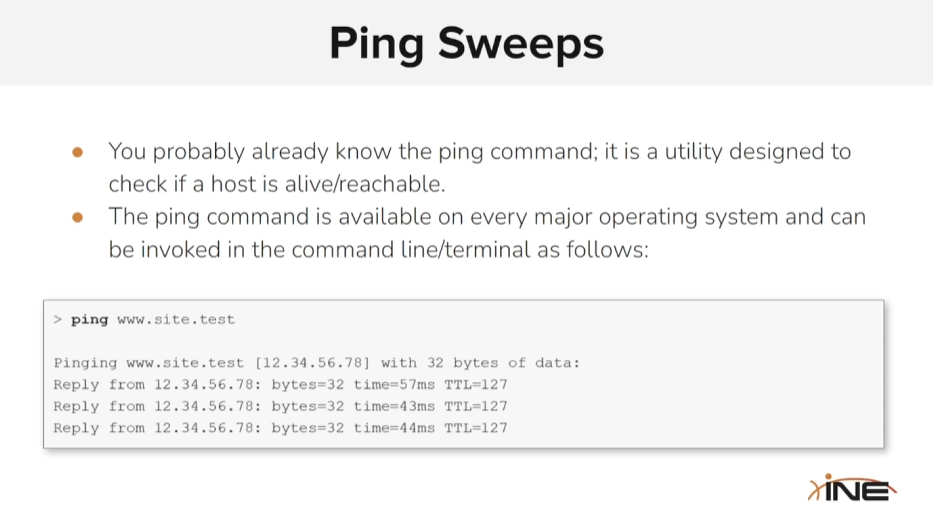 Ping Sweeps
● You probably already know the ping command; it is a utility designed to
check if a host is alive/reachable.
● The ping command is available on every major operating system and can
be invoked in the command line/terminal as follows:
> ping www.site.test
Pinging www.site.test [12.34.56.78] with 32 bytes of data:
Reply from 12.34.56.78: bytes=32 time=57ms TTL=127
Reply from 12.34.56.78: bytes=32 time=43ms TTL=127
Reply from 12.34.56.78: bytes=32 time=44ms TTL=127
INE